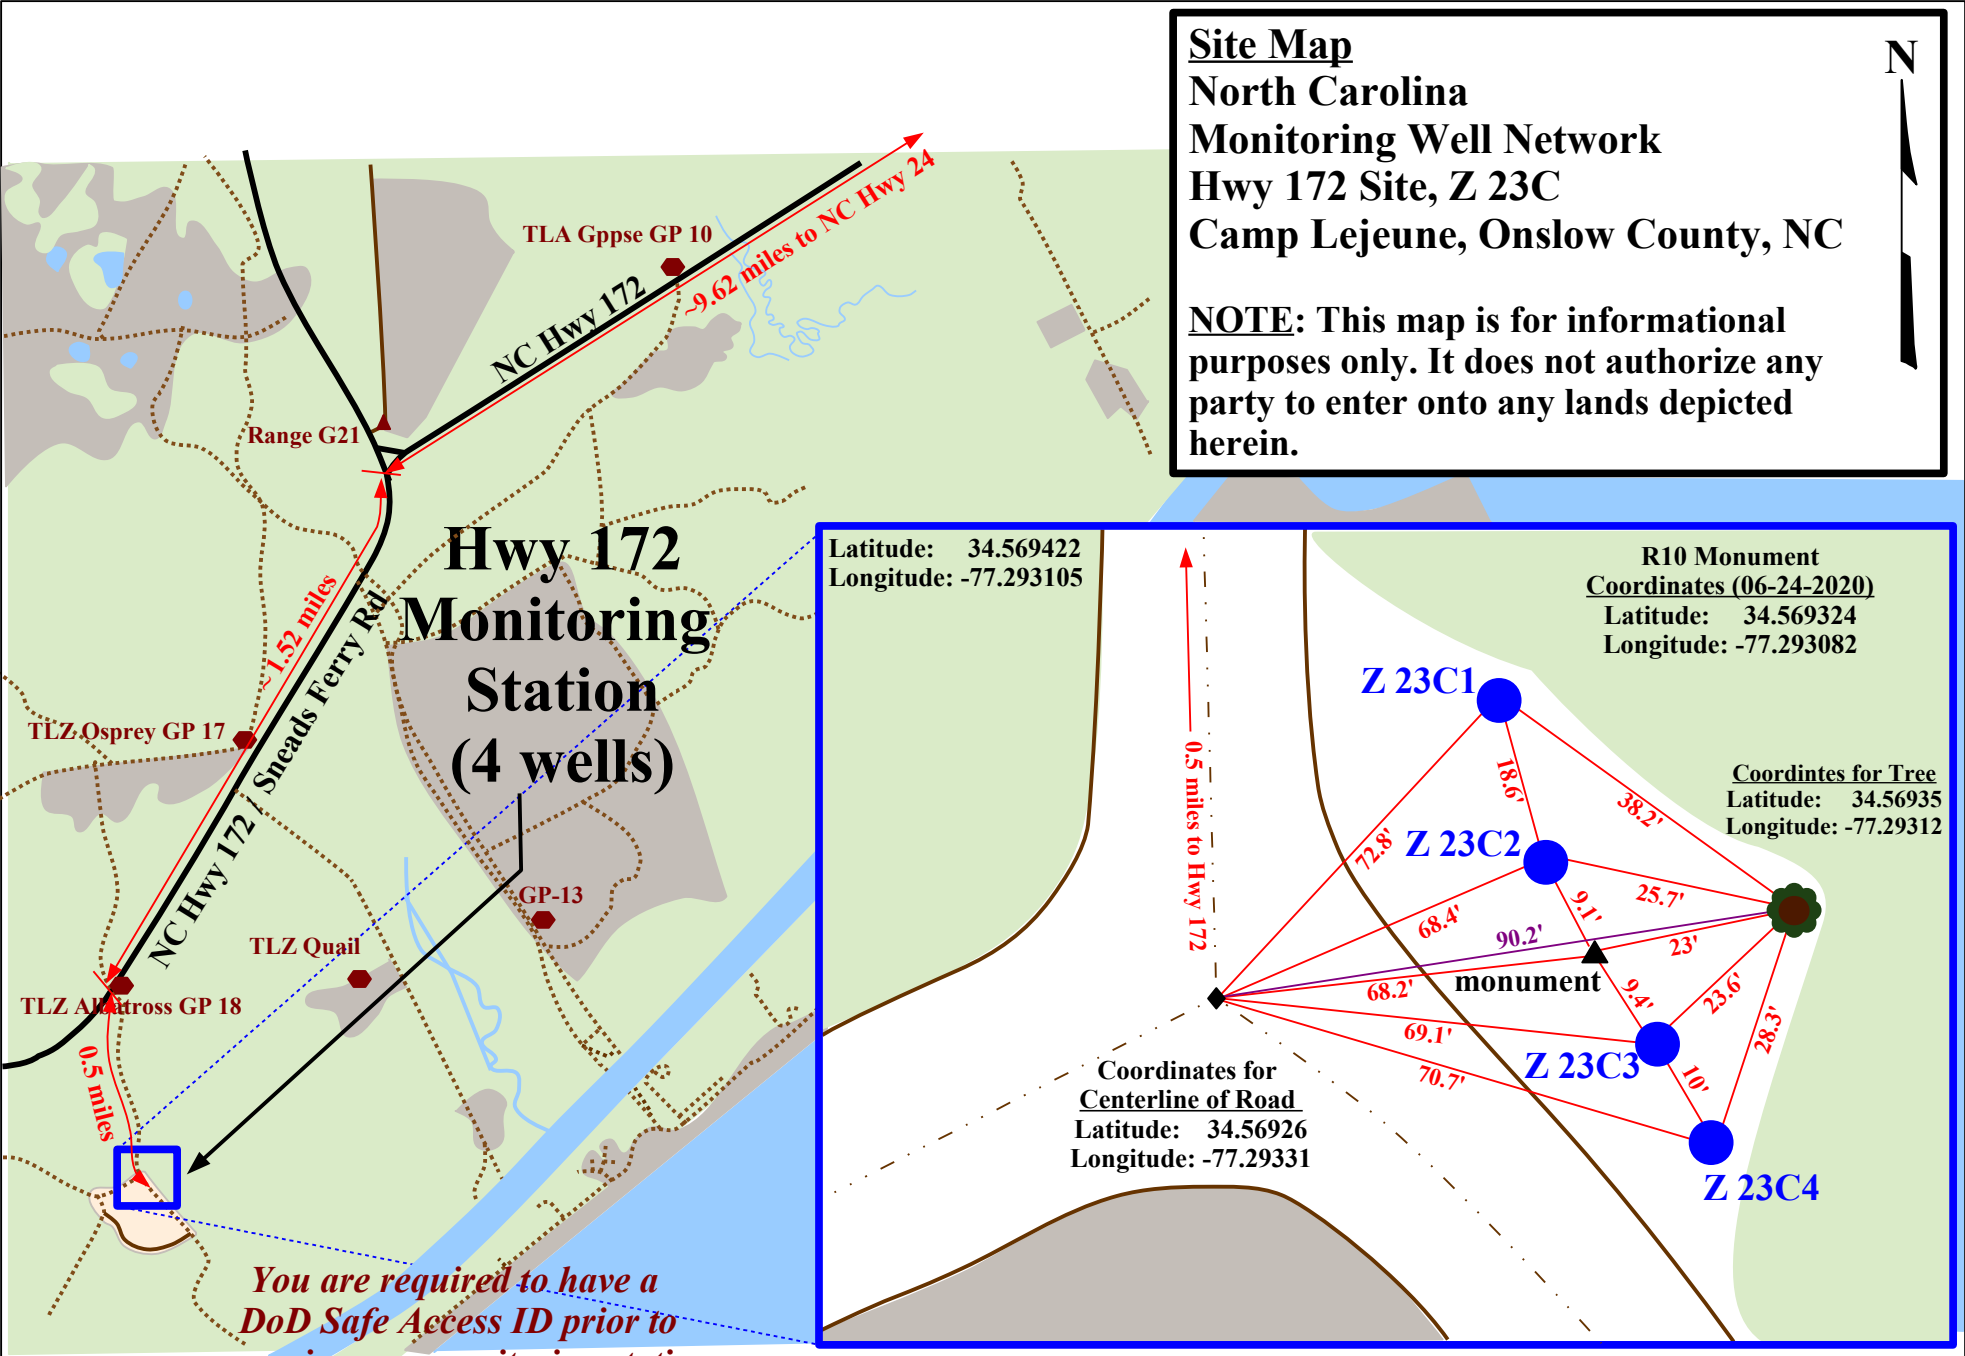 Site Map
North Carolina
Monitoring Well Network
Hwy 172 Site, Z 23C
Camp Lejeune, Onslow County, NC
NOTE: This map is for informational
purposes only. It does not authorize any
party to enter onto any lands depicted
herein.
N
TLA Gppse GP 10
~9.62 miles to NC Hwy 24
NC Hwy 172
Range G21
Hwy 172
Monitoring
Station
(4 wells)
~ 1.52 miles
NC Hwy 172 / Sneads Ferry Rd
TLZ Osprey GP 17
GP-13
TLZ Quail
TLZ Albatross GP 18
0.5 miles
You are required to have a
DoD Safe Access ID prior to
Latitude: 34.569422
Longitude: -77.293105
R10 Monument
Coordinates (06-24-2020)
Latitude: 34.569324
Longitude: -77.293082
Z 23C1
0.5 miles to Hwy 172
18.6'
38.2'
Coordintes for Tree
Latitude: 34.56935
Longitude: -77.29312
72.8'
Z 23C2
25.7'
9.1'
68.4'
90.2'
23'
monument
68.2'
9.4'
23.6'
28.3'
69.1'
Z 23C3
70.7'
10'
Coordinates for
Centerline of Road
Latitude: 34.56926
Longitude: -77.29331
Z 23C4